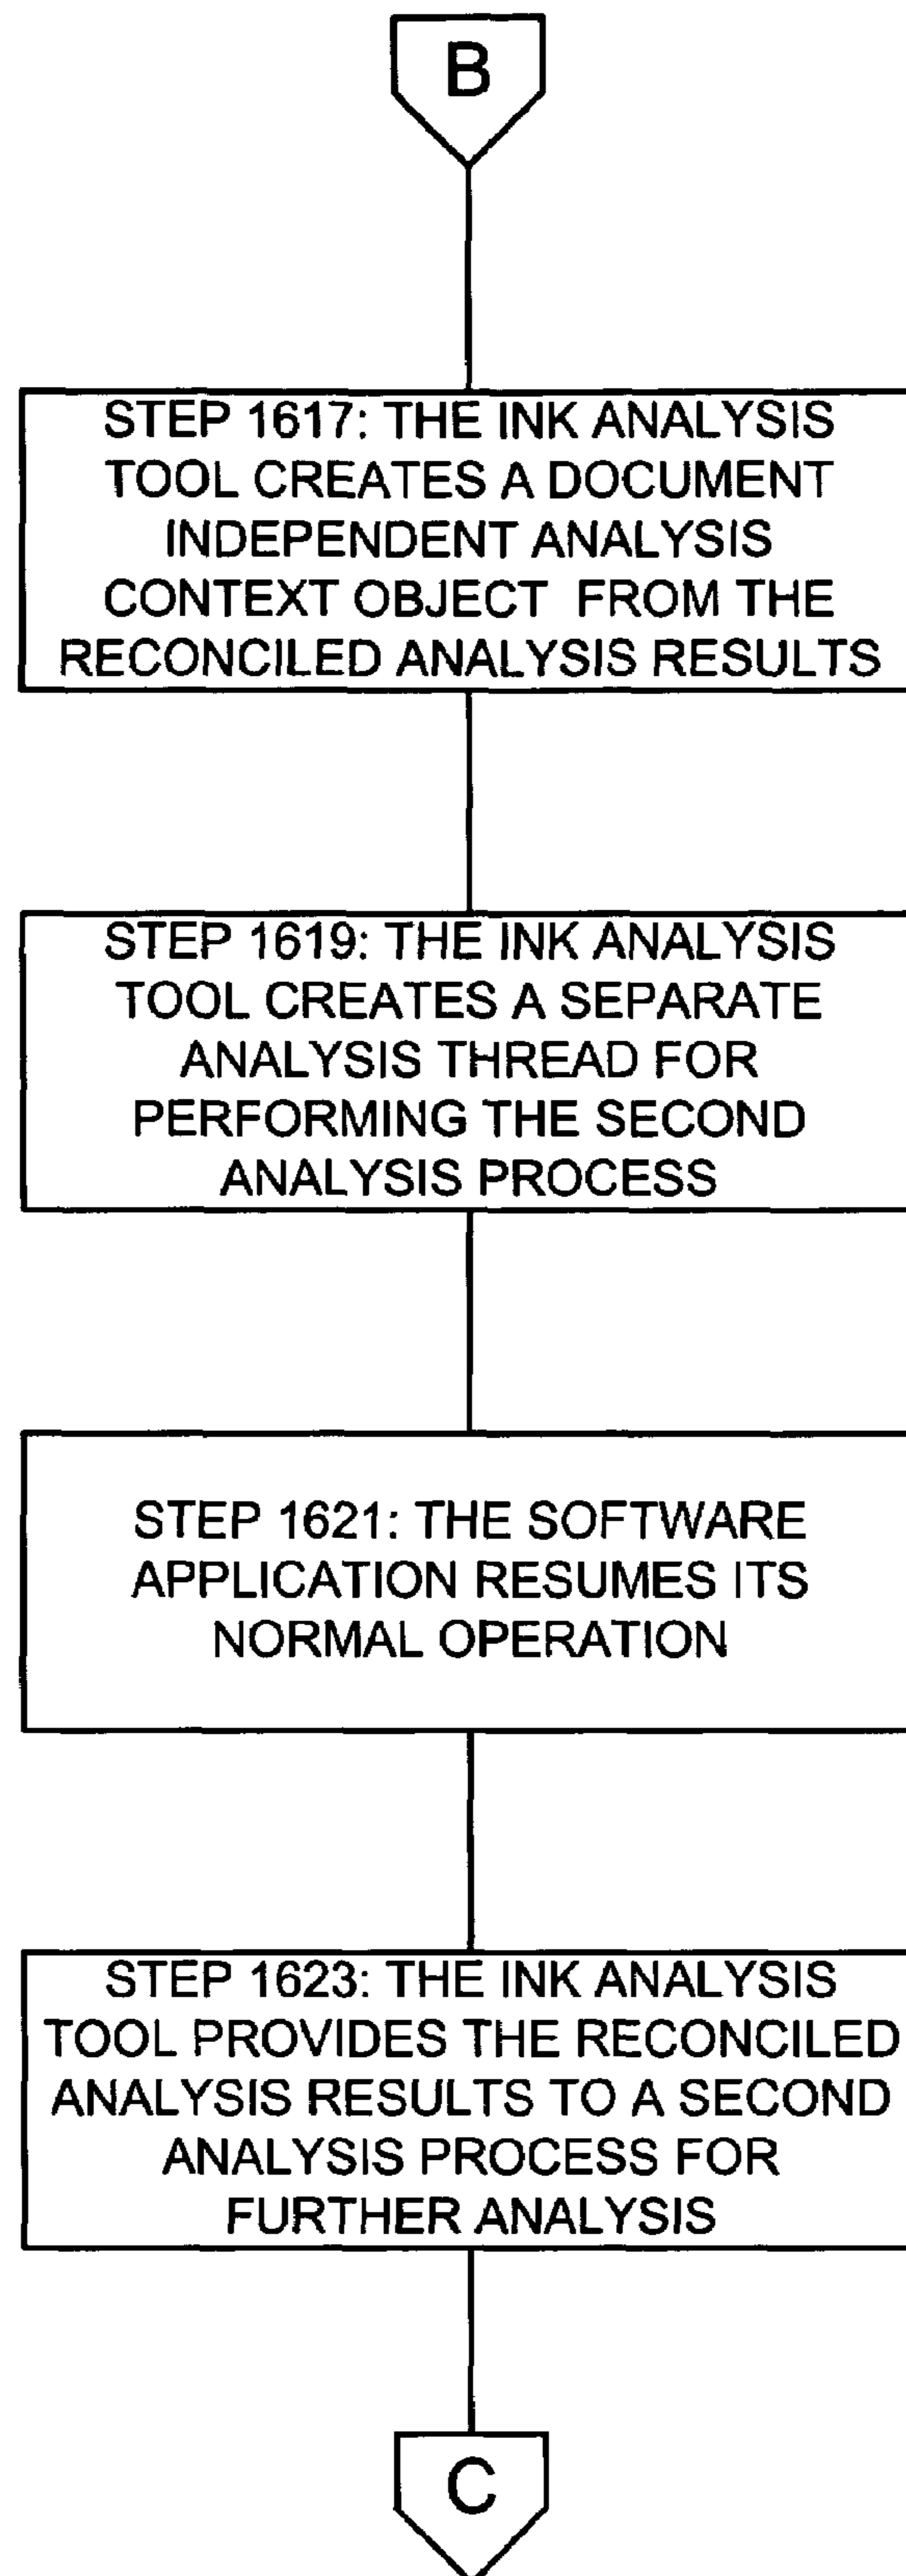 B
STEP 1617: THE INK ANALYSIS
TOOL CREATES A DOCUMENT
INDEPENDENT ANALYSIS
CONTEXT OBJECT FROM THE
RECONCILED ANALYSIS RESULTS
STEP 1619: THE INK ANALYSIS
TOOL CREATES A SEPARATE
ANALYSIS THREAD FOR
PERFORMING THE SECOND
ANALYSIS PROCESS
STEP 1621: THE SOFTWARE
APPLICATION RESUMES ITS
NORMAL OPERATION
STEP 1623: THE INK ANALYSIS
TOOL PROVIDES THE RECONCILED
ANALYSIS RESULTS TO A SECOND
ANALYSIS PROCESS FOR
FURTHER ANALYSIS
C